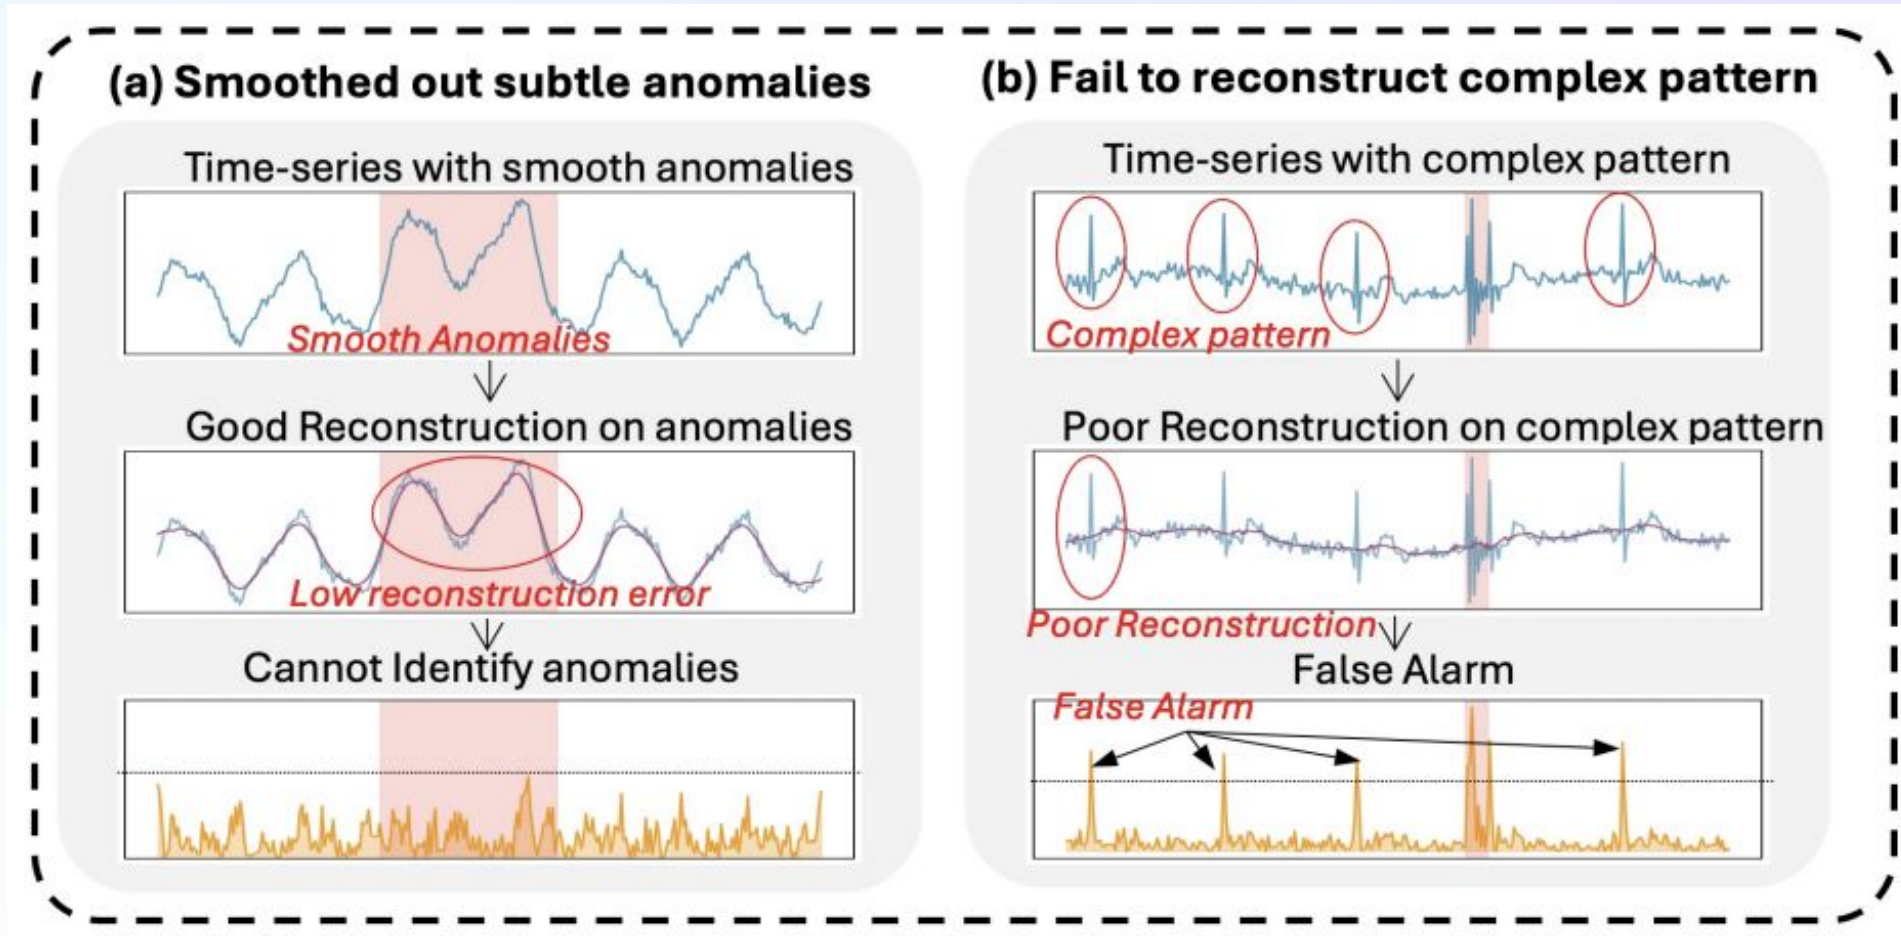 (a) Smoothed out subtle anomalies
Time-series with smooth anomalies
Smooth Anomalies
Good Reconstruction on anomalies
Low reconstruction error
Cannot Identify anomalies
(b) Fail to reconstruct complex pattern
Time-series with complex pattern
Complex pattern
Poor Reconstruction on complex pattern
Poor Reconstruction
False Alarm
False Alarm